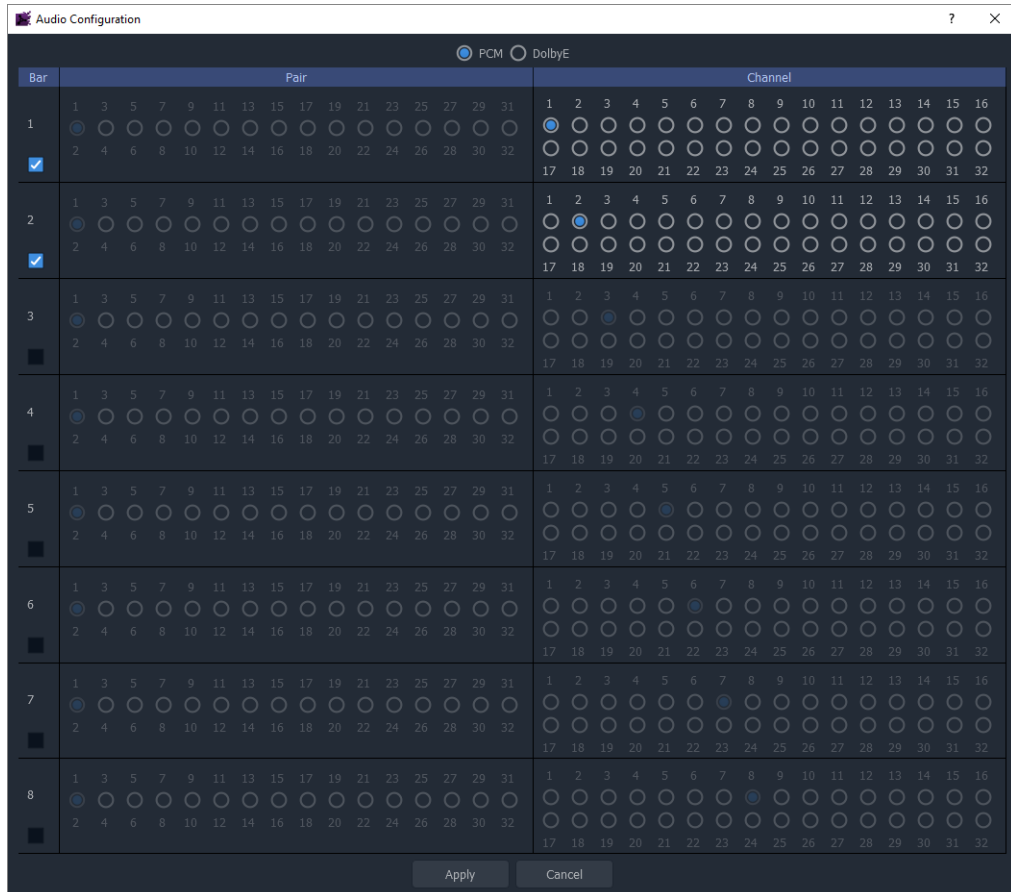 Audio Configuration
?
PCM DolbyE
Bar Pair Channel
1 3 5 7 9 11 13 15 17 19 21 23 25 27 29 31 1 2 3 4 5 6 7 8 9 10 11 12 13 14 15 16
1
2 4 6 8 10 12 14 16 18 20 22 24 26 28 30 32
17 18 19 20 21 22 23 24 25 26 27 28 29 30 31 32
1 3 5 7 9 11 13 15 17 19 21 23 25 27 29 31 1 2 3 4 5 6 7 8 9 10 11 12 13 14 15 16
2
2 4 6 8 10 12 14 16 18 20 22 24 26 28 30 32
17 18 19 20 21 22 23 24 25 26 27 28 29 30 31 32
1 3 5 7 9 11 13 15 17 19 21 23 25 27 29 31 1 2 3 4 5 6 7 8 9 10 11 12 13 14 15 16
3
2 4 6 8 10 12 14 16 18 20 22 24 26 28 30 32
17 18 19 20 21 22 23 24 25 26 27 28 29 30 31 32
1 3 5 7 9 11 13 15 17 19 21 23 25 27 29 31 1 2 3 4 5 6 7 8 9 10 11 12 13 14 15 16
4
2 4 6 8 10 12 14 16 18 20 22 24 26 28 30 32
17 18 19 20 21 22 23 24 25 26 27 28 29 30 31 32
1 3 5 7 9 11 13 15 17 19 21 23 25 27 29 31 1 2 3 4 5 6 7 8 9 10 11 12 13 14 15 16
5
2 4 6 8 10 12 14 16 18 20 22 24 26 28 30 32
17 18 19 20 21 22 23 24 25 26 27 28 29 30 31 32
1 3 5 7 9 11 13 15 17 19 21 23 25 27 29 31 1 2 3 4 5 6 7 8 9 10 11 12 13 14 15 16
6
2 4 6 8 10 12 14 16 18 20 22 24 26 28 30 32
17 18 19 20 21 22 23 24 25 26 27 28 29 30 31 32
1 3 5 7 9 11 13 15 17 19 21 23 25 27 29 31 1 2 3 4 5 6 7 8 9 10 11 12 13 14 15 16
7
2 4 6 8 10 12 14 16 18 20 22 24 26 28 30 32
17 18 19 20 21 22 23 24 25 26 27 28 29 30 31 32
1 3 5 7 9 11 13 15 17 19 21 23 25 27 29 31 1 2 3 4 5 6 7 8 9 10 11 12 13 14 15 16
8
2 4 6 8 10 12 14 16 18 20 22 24 26 28 30 32
17 18 19 20 21 22 23 24 25 26 27 28 29 30 31 32
Apply Cancel